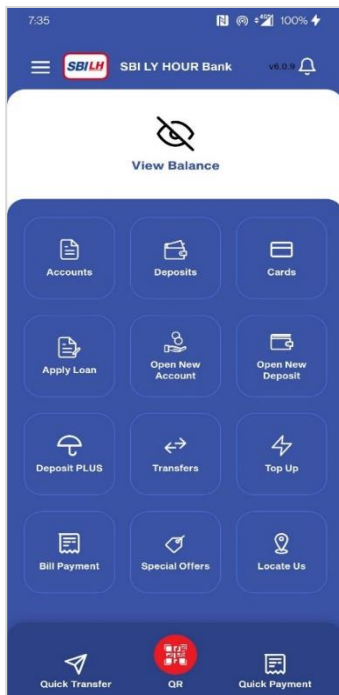 7:35
100%
SBI LH
SBI LY HOUR Bank
v6.0.9
View Balance
Accounts
Deposits
Cards
Apply Loan
Open New
Account
Open New
Deposit
Deposit PLUS
Transfers
Top Up
Bill Payment
Special Offers
Locate Us
Quick Transfer
QR
Quick Payment